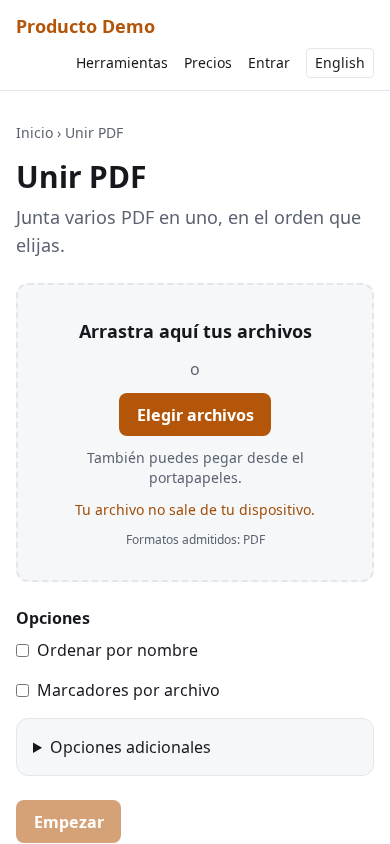 Producto Demo
Herramientas Precios Entrar English
Inicio › Unir PDF
Unir PDF
Junta varios PDF en uno, en el orden que
elijas.
Arrastra aquí tus archivos
o
Elegir archivos
También puedes pegar desde el
portapapeles.
Tu archivo no sale de tu dispositivo.
Formatos admitidos: PDF
Opciones
Ordenar por nombre
Marcadores por archivo
Opciones adicionales
Empezar